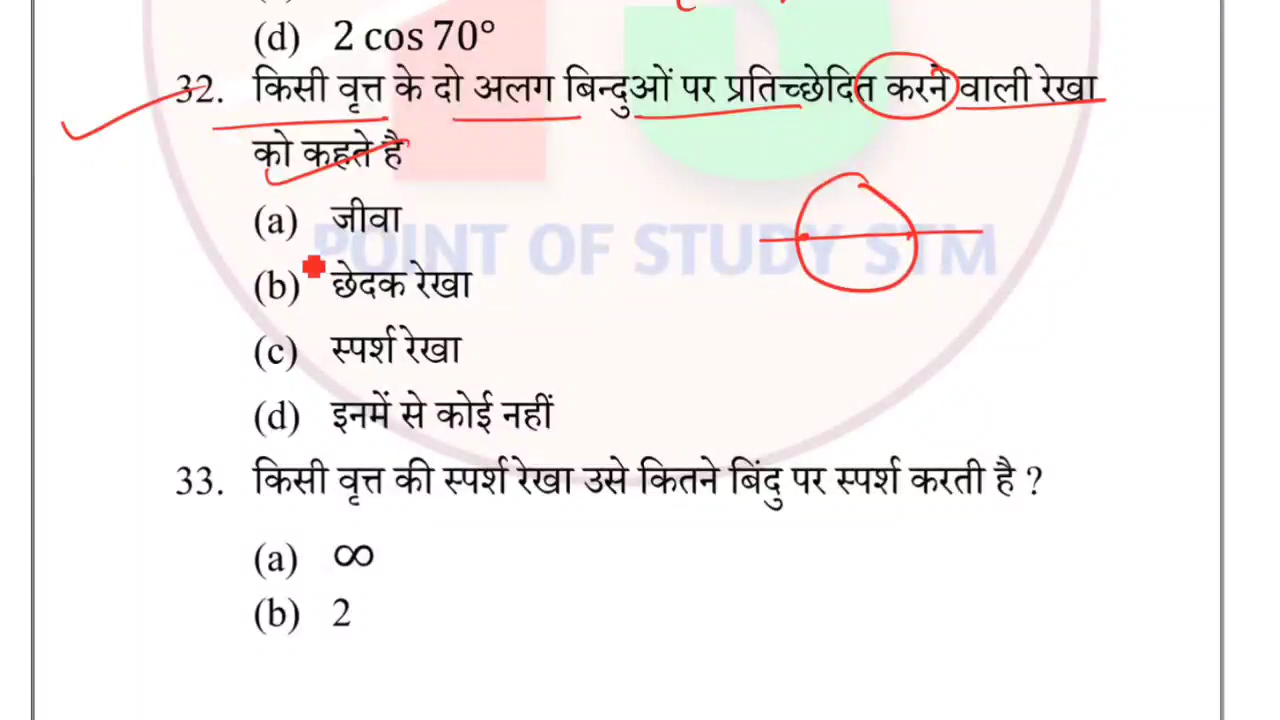 (d) 2 cos 70°
32. किसी वृत्त के दो अलग बिन्दुओं पर प्रतिच्छेदित करने वाली रेखा
को कहते है
(a) जीवा
POINT OF STUDY STM
(b) छेदक रेखा
(c) स्पर्श रेखा
(d) इनमें से कोई नहीं
33. किसी वृत्त की स्पर्श रेखा उसे कितने बिंदु पर स्पर्श करती है ?
(a) ∞
(b) 2